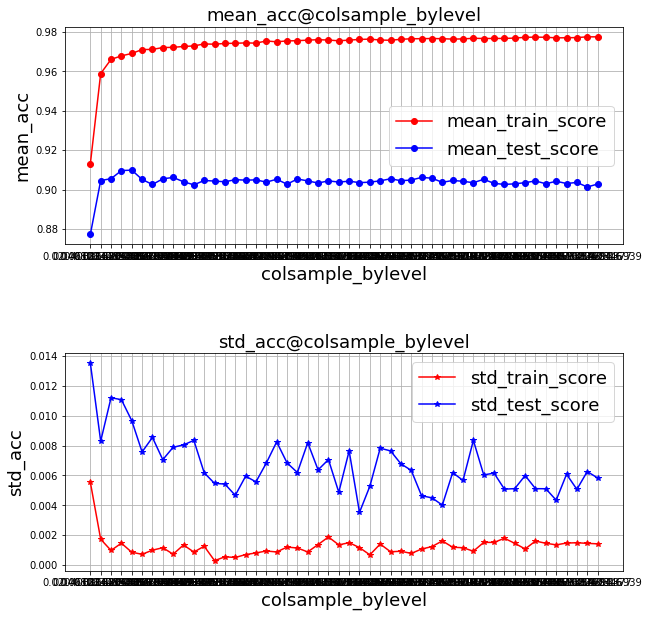 mean_acc@colsample_bylevel
0.98
0.96
0.94
0.92
0.90
0.88
mean_acc
mean_train_score
mean_test_score
colsample_bylevel
std_acc@colsample_bylevel
0.014
0.012
0.010
0.008
0.006
0.004
0.002
0.000
std_acc
std_train_score
std_test_score
colsample_bylevel